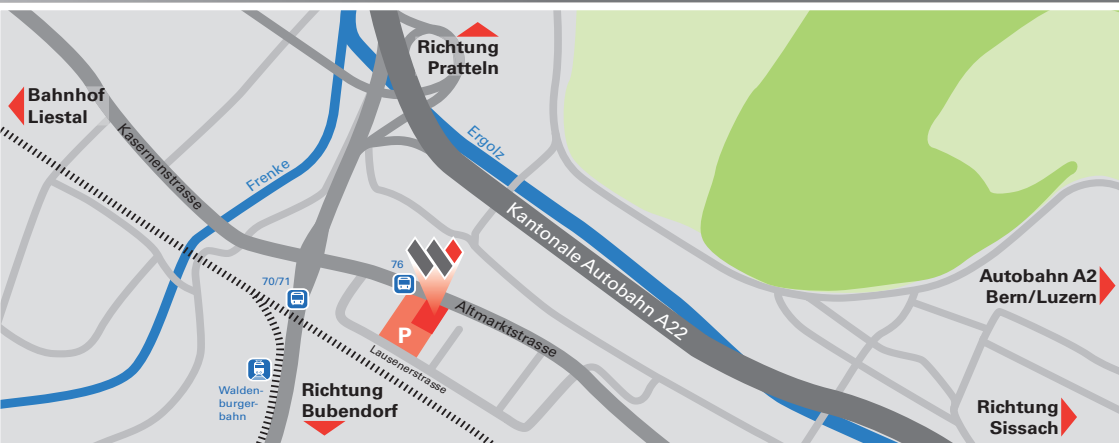 Richtung
Pratteln
Bahnhof
Liestal
Kasernenstrasse
Frenke
Ergolz
Kantonale Autobahn A22
76
70/71
Autobahn A2
Bern/Luzern
Altmarktstrasse
P
Lausenerstrasse
Walden-
burger-
bahn
Richtung
Bubendorf
Richtung
Sissach